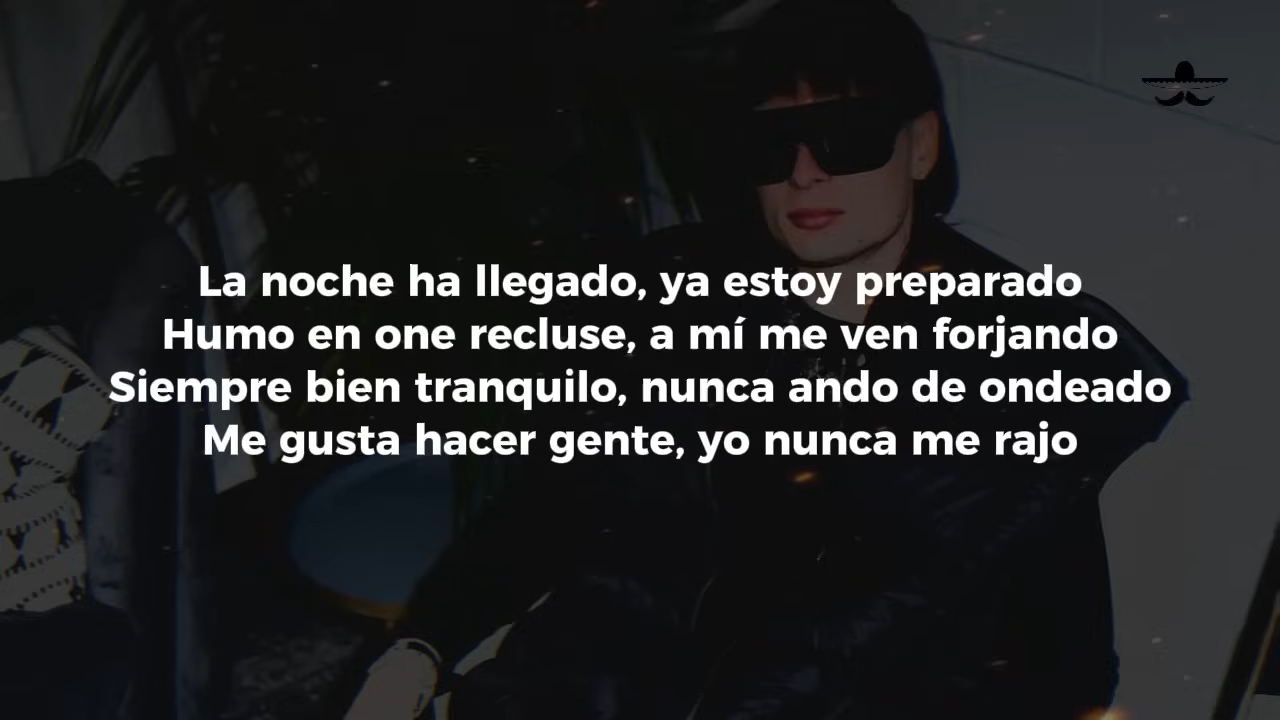 La noche ha llegado, ya estoy preparado
Humo en one recluse, a mí me ven forjando
Siempre bien tranquilo, nunca ando de ondeado
Me gusta hacer gente, yo nunca me rajo